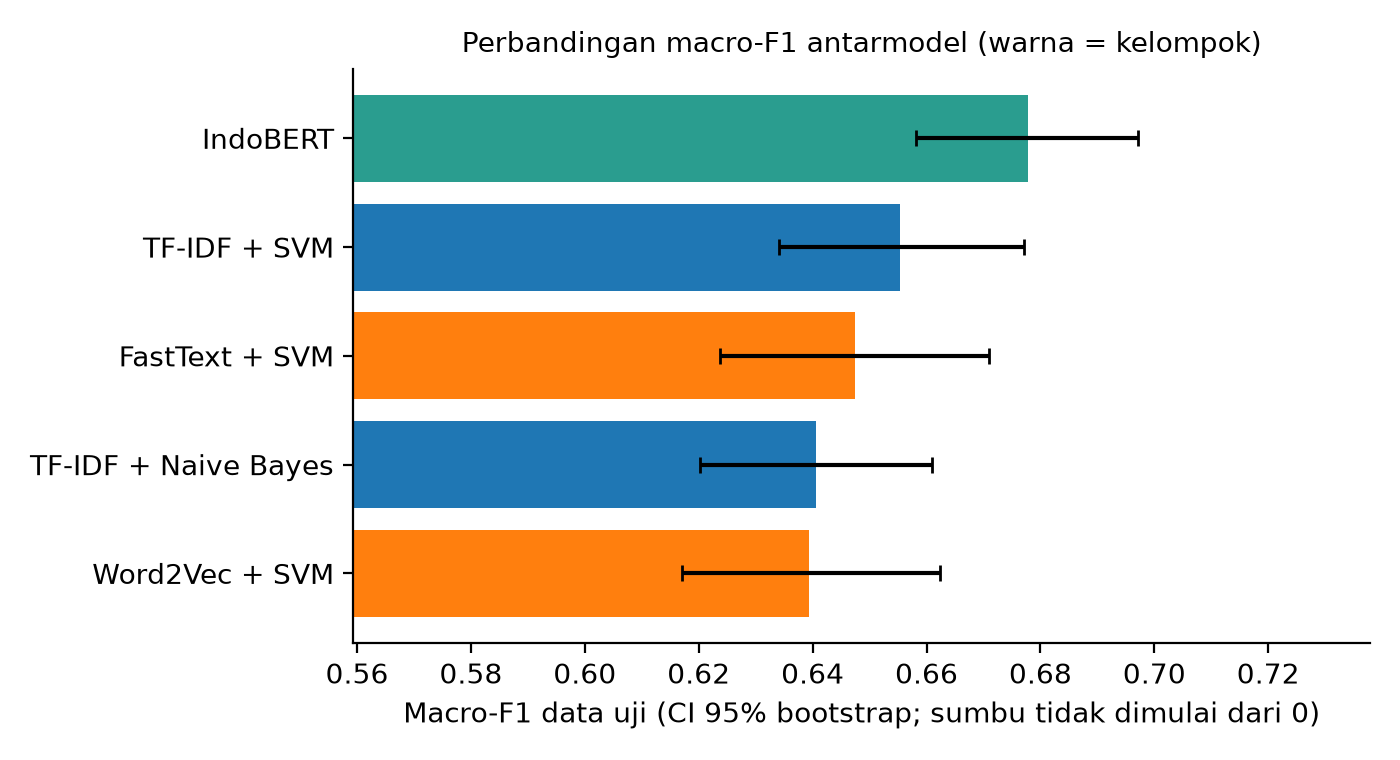 Perbandingan macro-F1 antarmodel (warna = kelompok)
IndoBERT
TF-IDF + SVM
FastText + SVM
TF-IDF + Naive Bayes
Word2Vec + SVM
0.56 0.58 0.60 0.62 0.64 0.66 0.68 0.70 0.72
Macro-F1 data uji (CI 95% bootstrap; sumbu tidak dimulai dari 0)